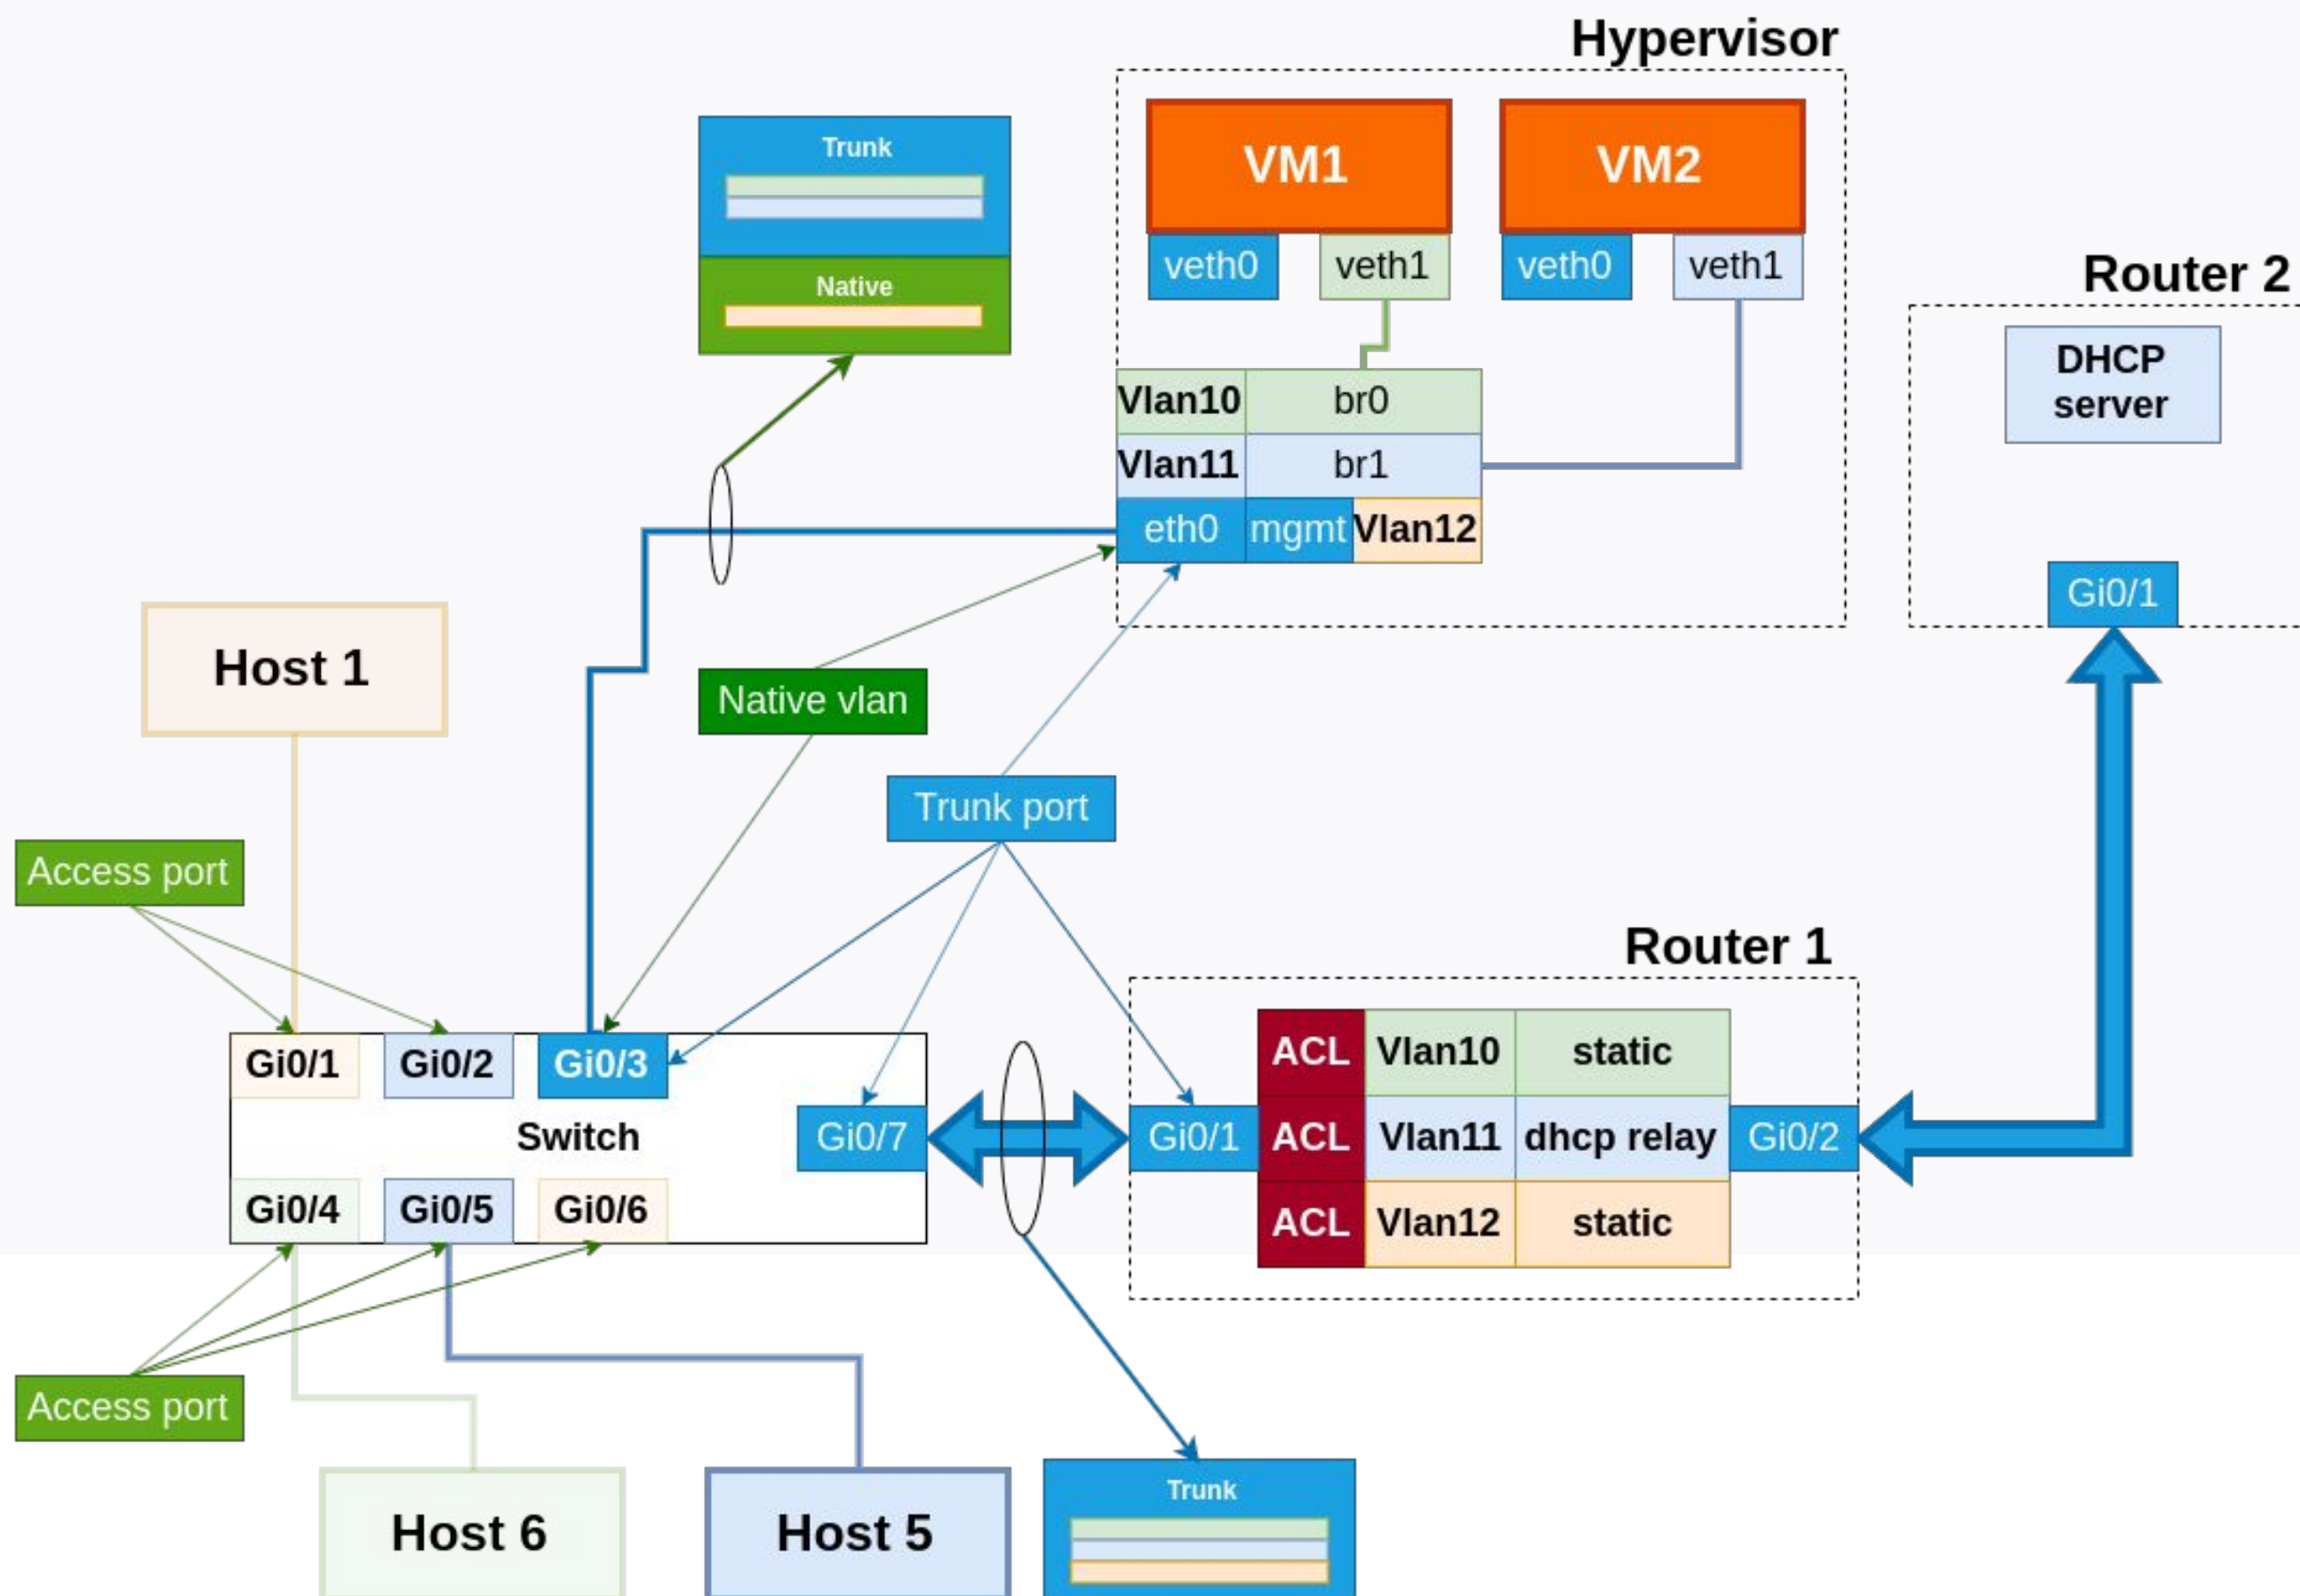 Hypervisor
Trunk
Native
VM1
VM2
veth0
veth1
veth0
veth1
Router 2
DHCP
server
Vlan10
br0
Vlan11
br1
eth0
mgmt
Vlan12
Gi0/1
Host 1
Native vlan
Trunk port
Access port
Router 1
Gi0/1
Gi0/2
Gi0/3
Switch
Gi0/7
Gi0/4
Gi0/5
Gi0/6
Gi0/1
ACL
Vlan10
static
ACL
Vlan11
dhcp relay
Gi0/2
ACL
Vlan12
static
Access port
Host 6
Host 5
Trunk